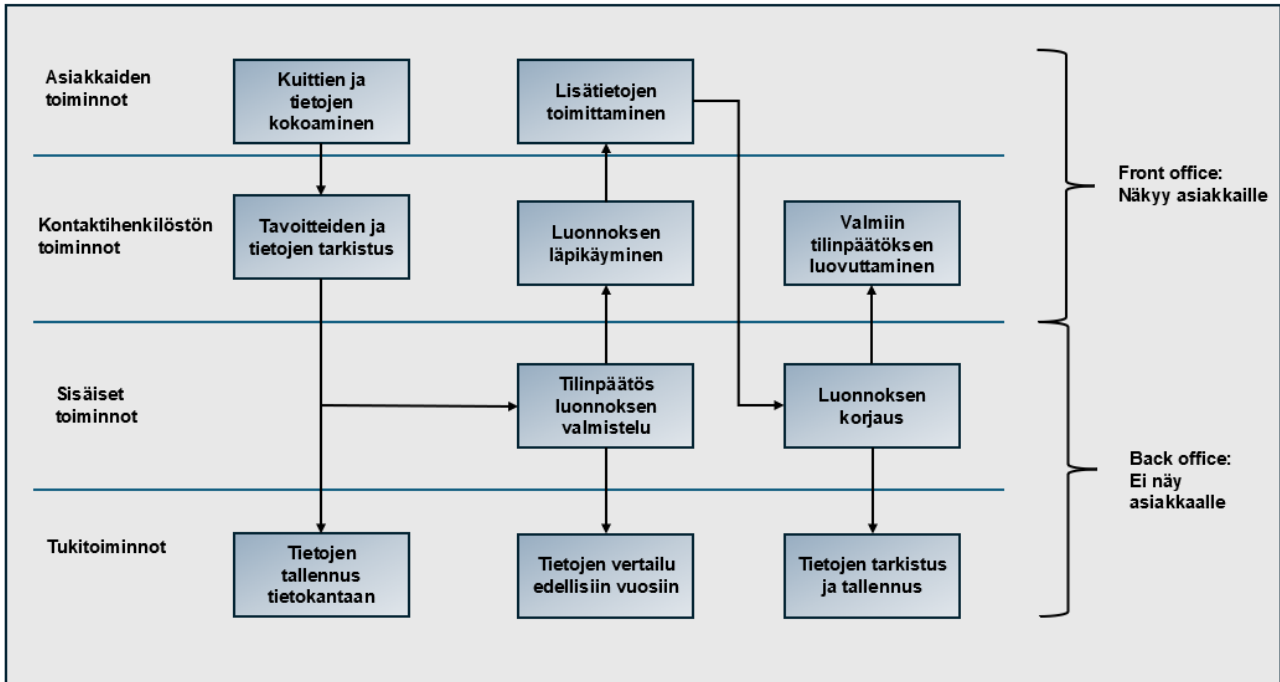 Asiakkaiden
toiminnot
Kuittien ja
tietojen
kokoaminen
Lisätietojen
toimittaminen
Front office:
Näkyy asiakkaille
Kontaktihenkilöstön
toiminnot
Tavoitteiden ja
tietojen tarkistus
Luonnoksen
läpikäyminen
Valmiin
tilinpäätöksen
luovuttaminen
Sisäiset
toiminnot
Tilinpäätös
luonnoksen
valmistelu
Luonnoksen
korjaus
Back office:
Ei näy
asiakkaalle
Tukitoiminnot
Tietojen
tallennus
tietokantaan
Tietojen vertailu
edellisiin vuosiin
Tietojen tarkistus
ja tallennus